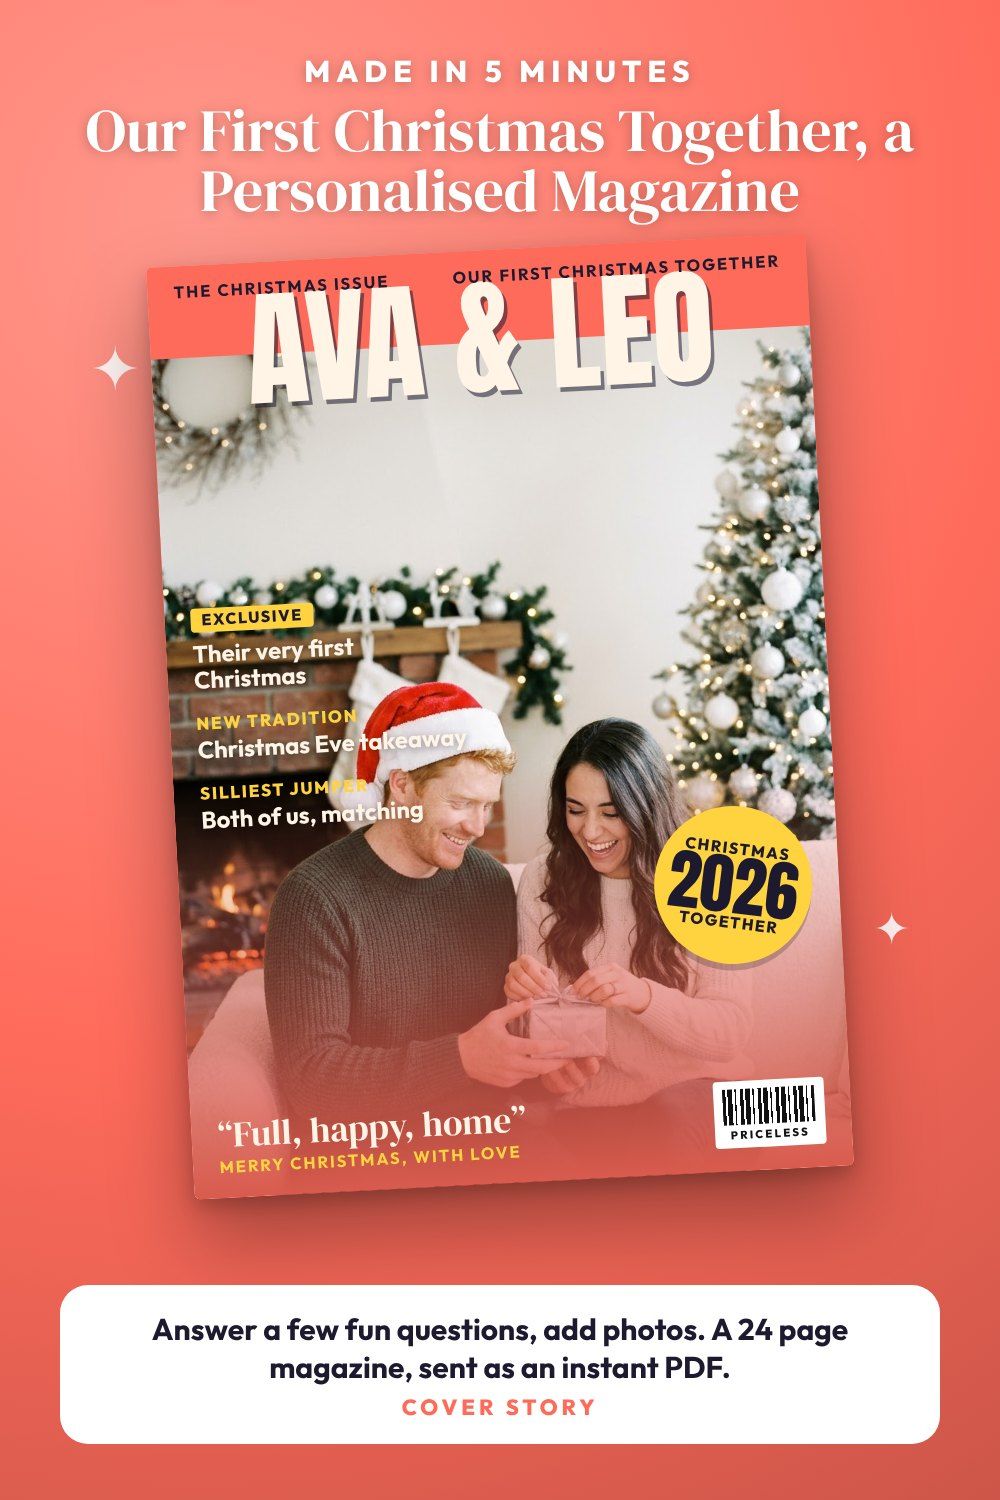 MADE IN 5 MINUTES
Our First Christmas Together, a
Personalised Magazine
THE CHRISTMAS ISSUE
OUR FIRST CHRISTMAS TOGETHER
AVA & LEO
EXCLUSIVE
Their very first
Christmas
NEW TRADITION
Christmas Eve takeaway
SILLIEST JUMPER
Both of us, matching
CHRISTMAS
2026
TOGETHER
“Full, happy, home”
MERRY CHRISTMAS, WITH LOVE
PRICELESS
Answer a few fun questions, add photos. A 24 page
magazine, sent as an instant PDF.
COVER STORY